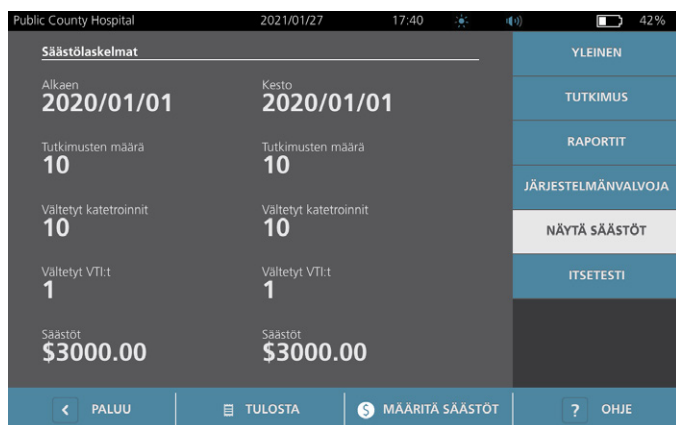 Public County Hospital 2021/01/27 17:40 42%
Säästölaskelmat
Alkaen Kesto
2020/01/01 2020/01/01
Tutkimusten määrä Tutkimusten määrä
10 10
Vältetyt katetroinnit Vältetyt katetroinnit
10 10
Vältetyt VTI:t Vältetyt VTI:t
1 1
Säästöt Säästöt
$3000.00 $3000.00
YLEINEN
TUTKIMUS
RAPORTIT
JÄRJESTELMÄNVALVOJA
NÄYTÄ SÄÄSTÖT
ITSETESTI
< PALUU TULOSTA $ MÄÄRITÄ SÄÄSTÖT ? OHJE